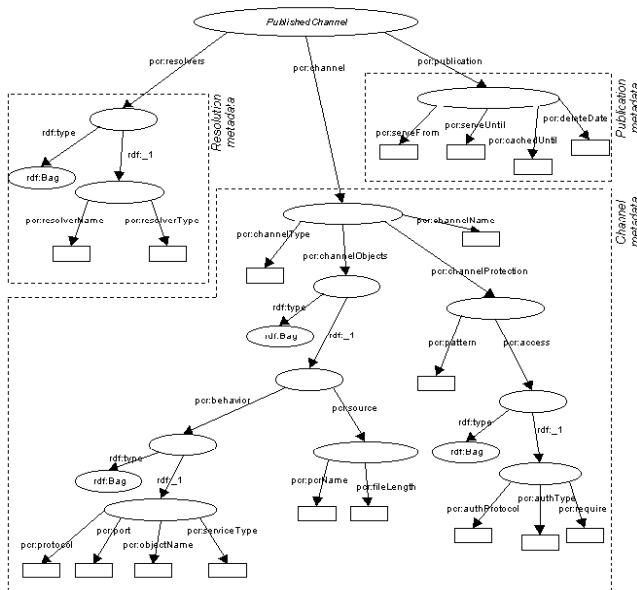 PublishedChannel
pcr:resolvers
pcr:channel
pcr:publication
Resolution metadata
Publication metadata
rdf:type
rdf:_1
rdf:Bag
pcr:resolverName
pcr:resolverType
pcr:serveFrom
pcr:serveUntil
pcr:cachedUntil
pcr:deleteDate
Channel metadata
pcr:channelType
pcr:channelObjects
pcr:channelName
pcr:channelProtection
rdf:type
rdf:Bag
rdf:_1
pcr:pattern
pcr:access
pcr:behavior
pcr:source
rdf:type
rdf:Bag
rdf:_1
pcr:porName
pcr:fileLength
rdf:type
rdf:Bag
rdf:_1
pcr:protocol
pcr:port
pcr:objectName
pcr:serviceType
pcr:authProtocol
pcr:authType
pcr:require